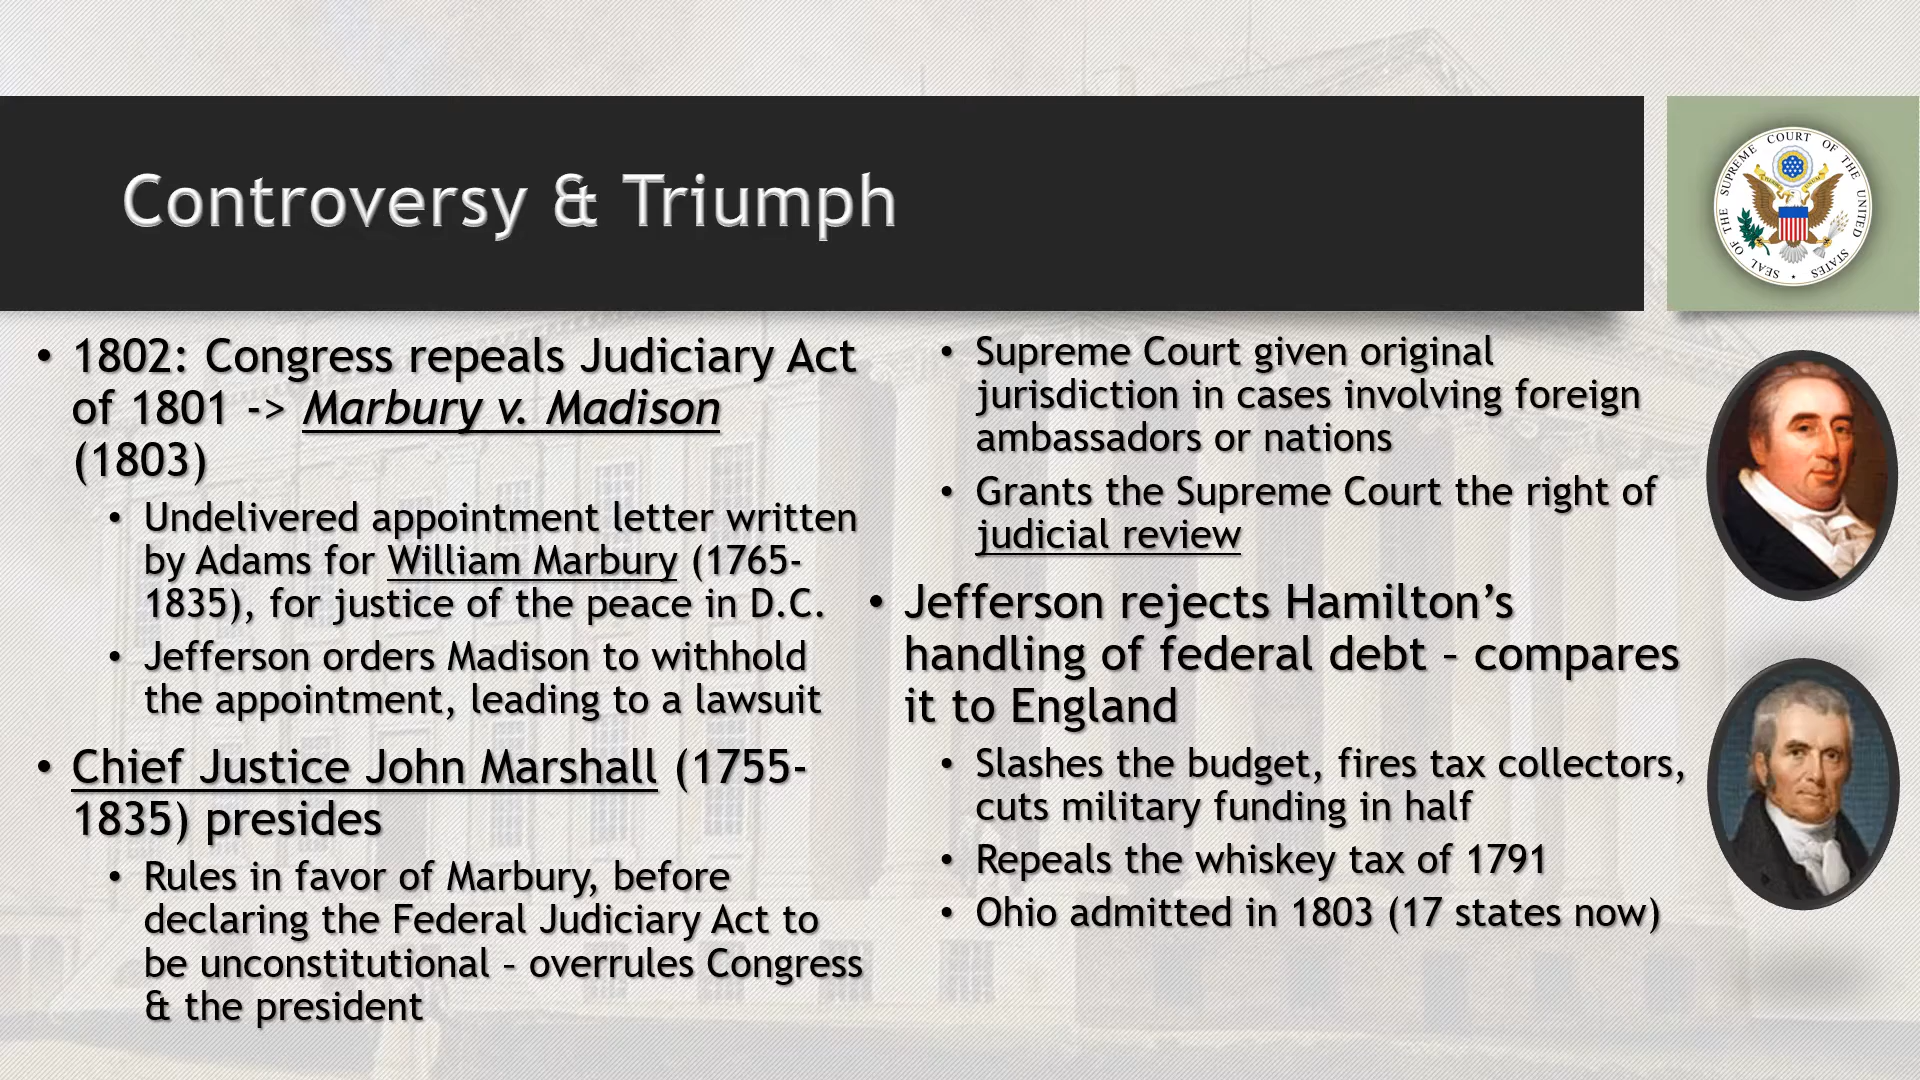 Controversy & Triumph
SEAL OF THE SUPREME COURT OF THE UNITED STATES
• 1802: Congress repeals Judiciary Act
of 1801 -> Marbury v. Madison
(1803)
• Undelivered appointment letter written
by Adams for William Marbury (1765-
1835), for justice of the peace in D.C.
• Jefferson orders Madison to withhold
the appointment, leading to a lawsuit
• Chief Justice John Marshall (1755-
1835) presides
• Rules in favor of Marbury, before
declaring the Federal Judiciary Act to
be unconstitutional – overrules Congress
& the president
• Supreme Court given original
jurisdiction in cases involving foreign
ambassadors or nations
• Grants the Supreme Court the right of
judicial review
• Jefferson rejects Hamilton’s
handling of federal debt – compares
it to England
• Slashes the budget, fires tax collectors,
cuts military funding in half
• Repeals the whiskey tax of 1791
• Ohio admitted in 1803 (17 states now)